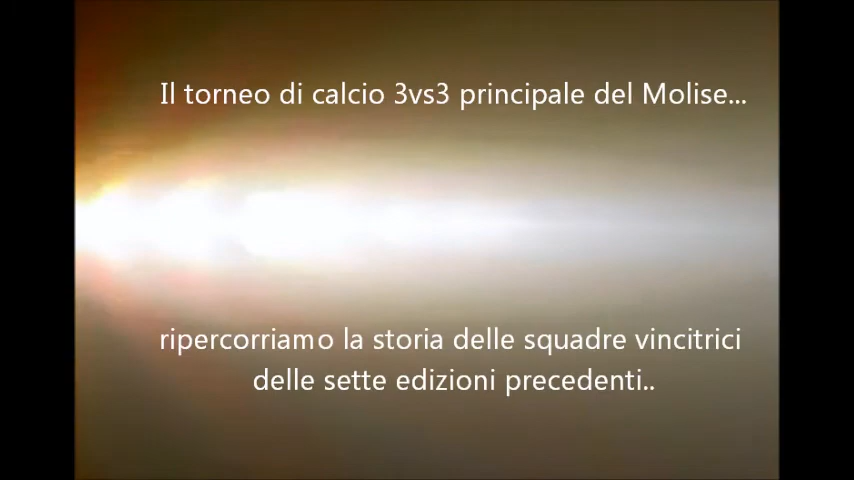 Il torneo di calcio 3vs3 principale del Molise...
ripercorriamo la storia delle squadre vincitrici
delle sette edizioni precedenti..